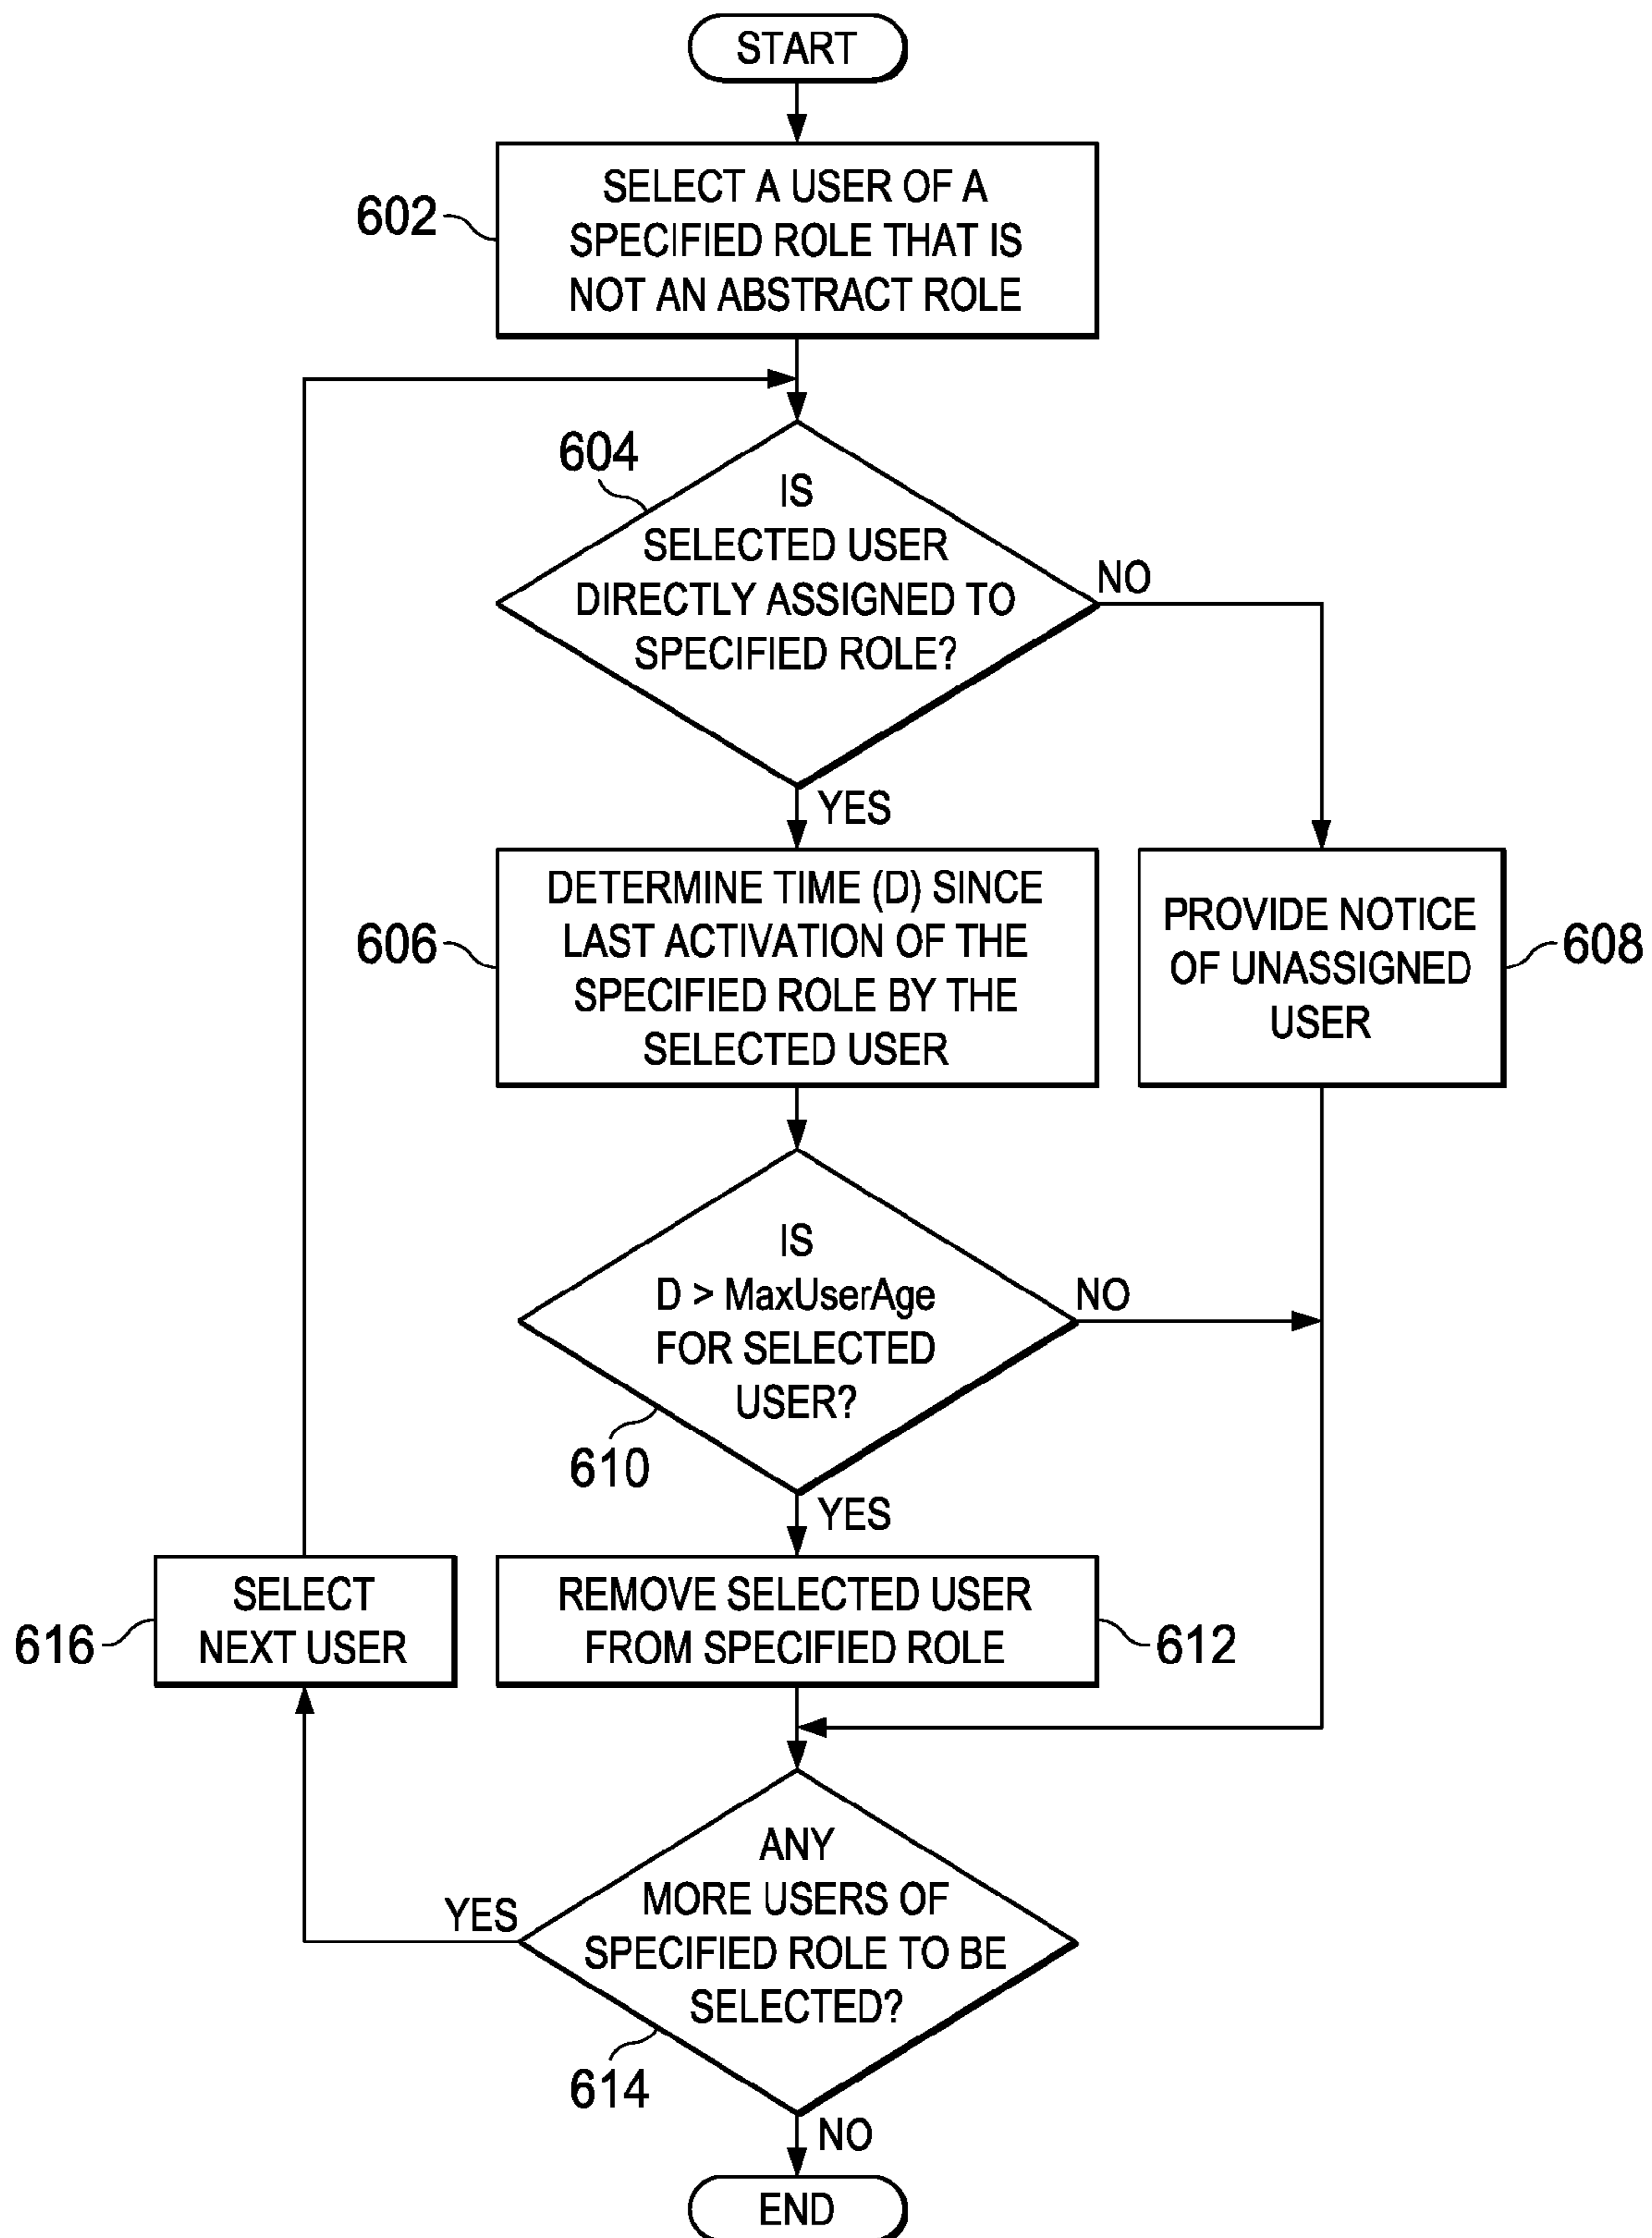 START
SELECT A USER OF A
SPECIFIED ROLE THAT IS
NOT AN ABSTRACT ROLE
602
604
IS
SELECTED USER
DIRECTLY ASSIGNED TO
SPECIFIED ROLE?
NO
YES
DETERMINE TIME (D) SINCE
LAST ACTIVATION OF THE
SPECIFIED ROLE BY THE
SELECTED USER
606
PROVIDE NOTICE
OF UNASSIGNED
USER
608
IS
D > MaxUserAge
FOR SELECTED
USER?
NO
610
YES
SELECT
NEXT USER
616
REMOVE SELECTED USER
FROM SPECIFIED ROLE
612
ANY
MORE USERS OF
SPECIFIED ROLE TO BE
SELECTED?
YES
614
NO
END